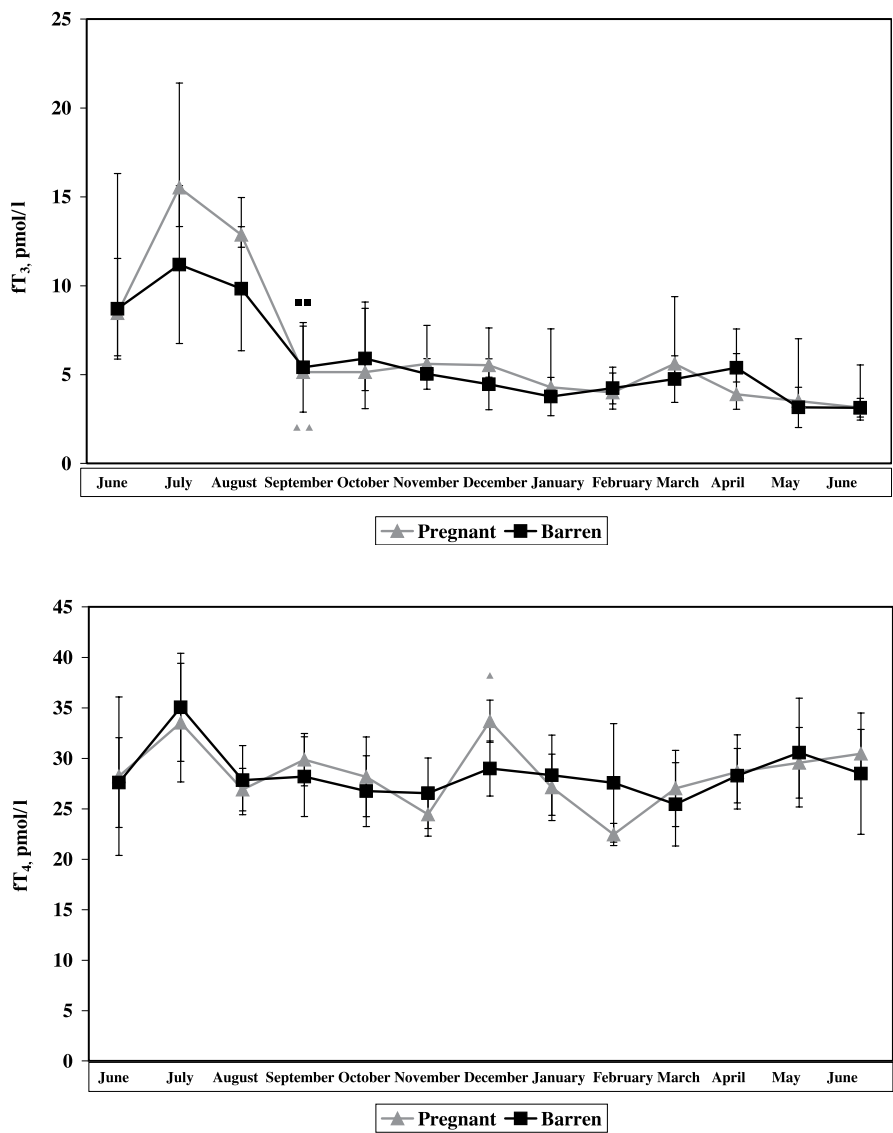 25
20
15
10
5
0
fT3, pmol/l
June July August September October November December January February March April May June
Pregnant Barren
45
40
35
30
25
20
15
10
5
0
fT4, pmol/l
June July August September October November December January February March April May June
Pregnant Barren